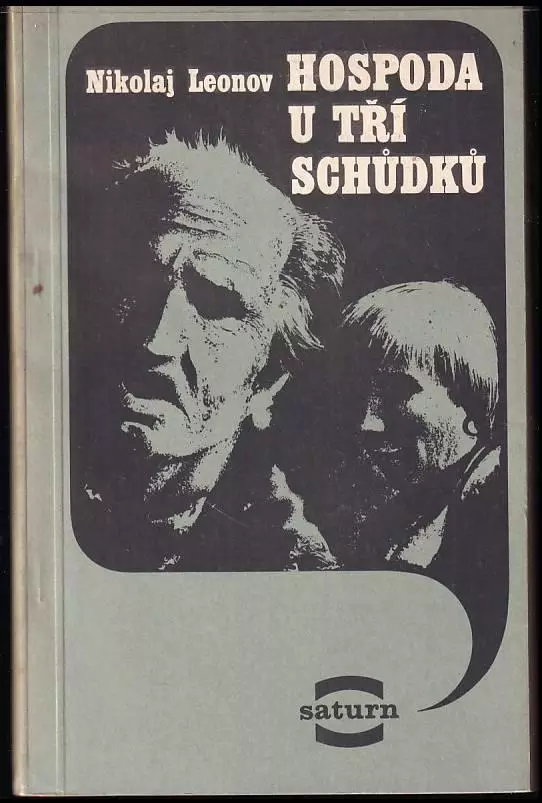 Nikolaj Leonov HOSPODA
U TŘÍ
SCHŮDKŮ
saturn